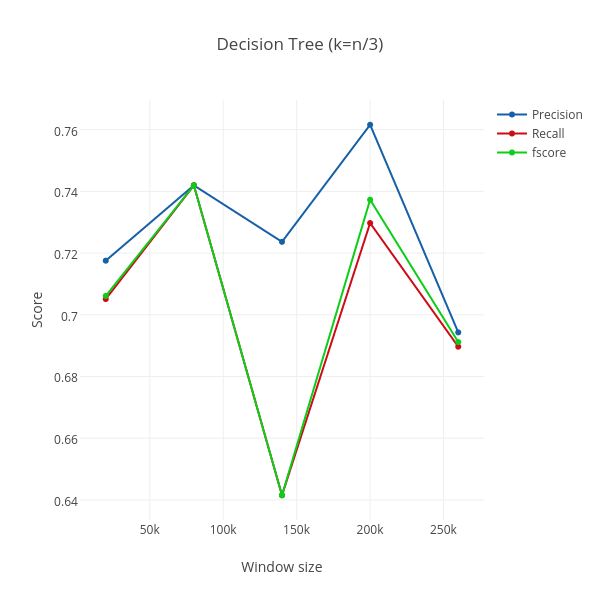 Decision Tree (k=n/3)
Precision
Recall
fscore
0.76
0.74
0.72
0.7
0.68
0.66
0.64
Score
50k 100k 150k 200k 250k
Window size